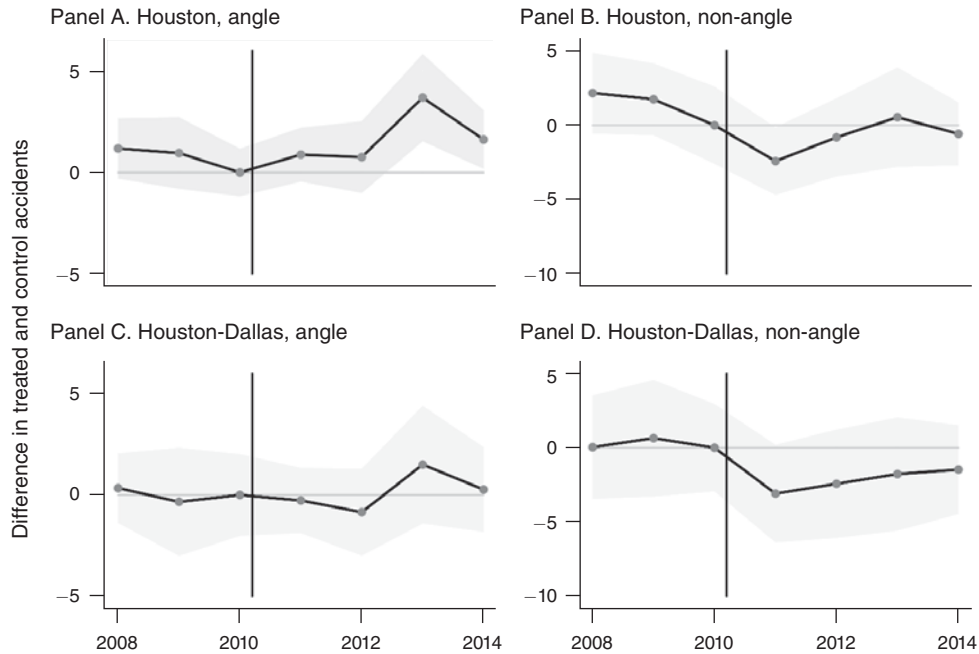 Panel A. Houston, angle
Panel B. Houston, non-angle
5
0
−5
5
0
−5
−10
Difference in treated and control accidents
Panel C. Houston-Dallas, angle
Panel D. Houston-Dallas, non-angle
5
0
−5
5
0
−5
−10
2008 2010 2012 2014
2008 2010 2012 2014